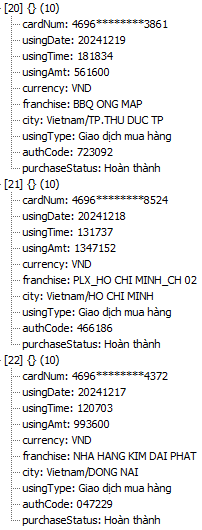 [20] {} (10)
cardNum: 4696********3861
usingDate: 20241219
usingTime: 181834
usingAmt: 561600
currency: VND
franchise: BBQ ONG MAP
city: Vietnam/TP.THU DUC TP
usingType: Giao dịch mua hàng
authCode: 723092
purchaseStatus: Hoàn thành
[21] {} (10)
cardNum: 4696********8524
usingDate: 20241218
usingTime: 131737
usingAmt: 1347152
currency: VND
franchise: PLX_HO CHI MINH_CH 02
city: Vietnam/HO CHI MINH
usingType: Giao dịch mua hàng
authCode: 466186
purchaseStatus: Hoàn thành
[22] {} (10)
cardNum: 4696********4372
usingDate: 20241217
usingTime: 120703
usingAmt: 993600
currency: VND
franchise: NHA HANG KIM DAI PHAT
city: Vietnam/DONG NAI
usingType: Giao dịch mua hàng
authCode: 047229
purchaseStatus: Hoàn thành